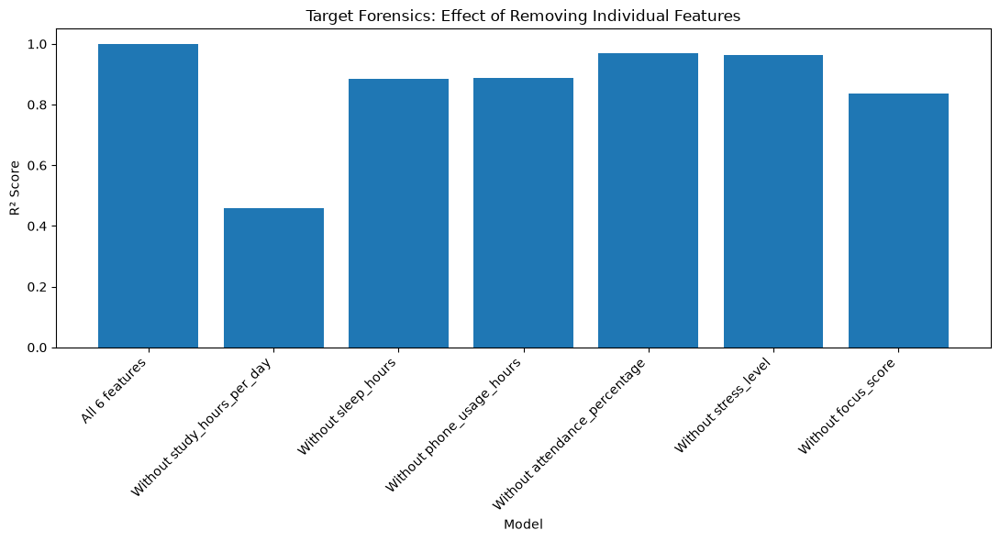 Target Forensics: Effect of Removing Individual Features
R² Score
1.0
0.8
0.6
0.4
0.2
0.0
All 6 features
Without study_hours_per_day
Without sleep_hours
Without phone_usage_hours
Without attendance_percentage
Without stress_level
Without focus_score
Model